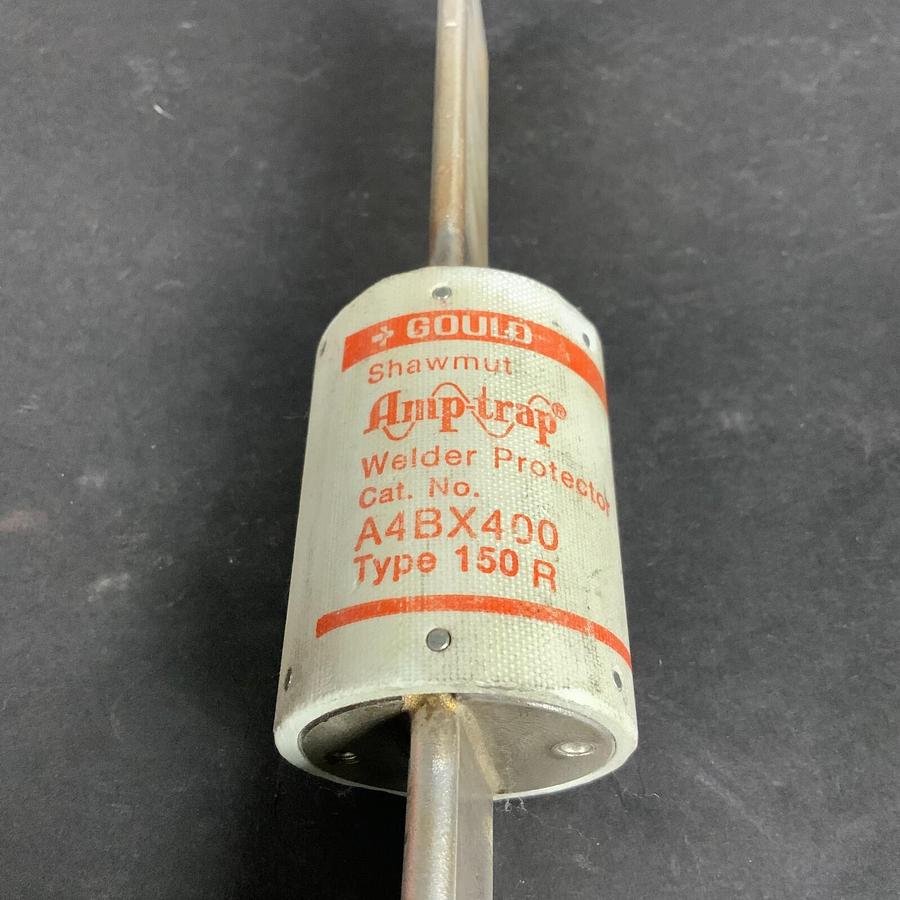 GOULD
Shawmut
Amp-trap®
Welder Protector
Cat. No.
A4BX400
Type 150 R